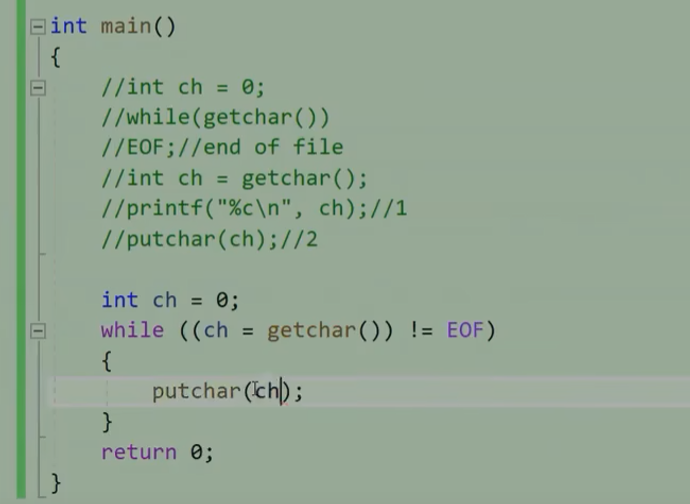 int main()
{
//int ch = 0;
//while(getchar())
//EOF;//end of file
//int ch = getchar();
//printf("%c\n", ch);//1
//putchar(ch);//2
int ch = 0;
while ((ch = getchar()) != EOF)
{
putchar(ch);
}
return 0;
}